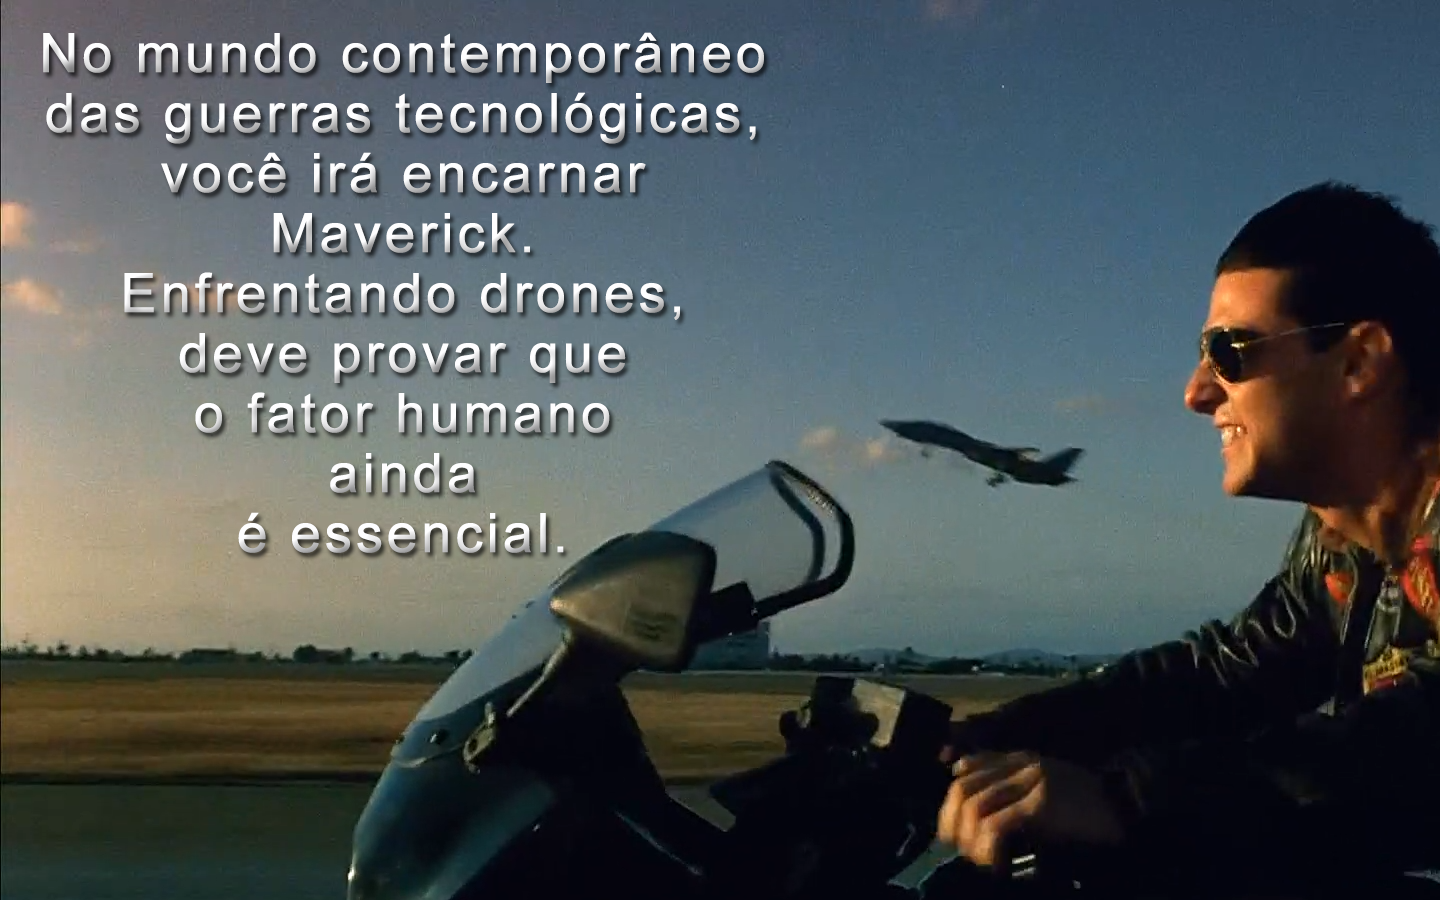 No mundo contemporâneo
das guerras tecnológicas,
você irá encarnar
Maverick.
Enfrentando drones,
deve provar que
o fator humano
ainda
é essencial.